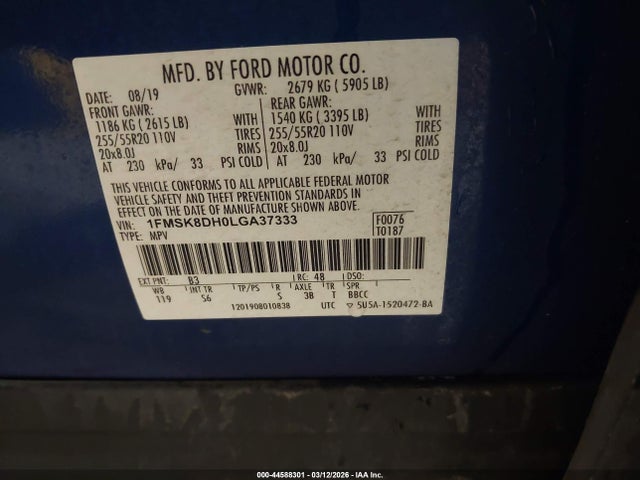 MFD. BY FORD MOTOR CO.
DATE: 08/19 GVWR: 2679 KG (5905 LB)
FRONT GAWR: REAR GAWR:
1186 KG (2615 LB) WITH 1540 KG (3395 LB) WITH
255/55R20 110V TIRES 255/55R20 110V TIRES
20x8.0J RIMS 20x8.0J RIMS
AT 230 kPa/ 33 PSI COLD AT 230 kPa/ 33 PSI COLD
THIS VEHICLE CONFORMS TO ALL APPLICABLE FEDERAL MOTOR
VEHICLE SAFETY AND THEFT PREVENTION STANDARDS IN
EFFECT ON THE DATE OF MANUFACTURE SHOWN ABOVE.
VIN: 1FMSK8DH0LGA37333 F0076
TYPE: MPV T0187
EXT PNT: B3 RC: 48 DSO:
WB INT TR TP/PS R AXLE TR SPR
119 S6 S 3B T BBCC
1201908010838 UTC ▽ 5U5A-1520472-BA
000-44588301 - 03/12/2026 - IAA Inc.